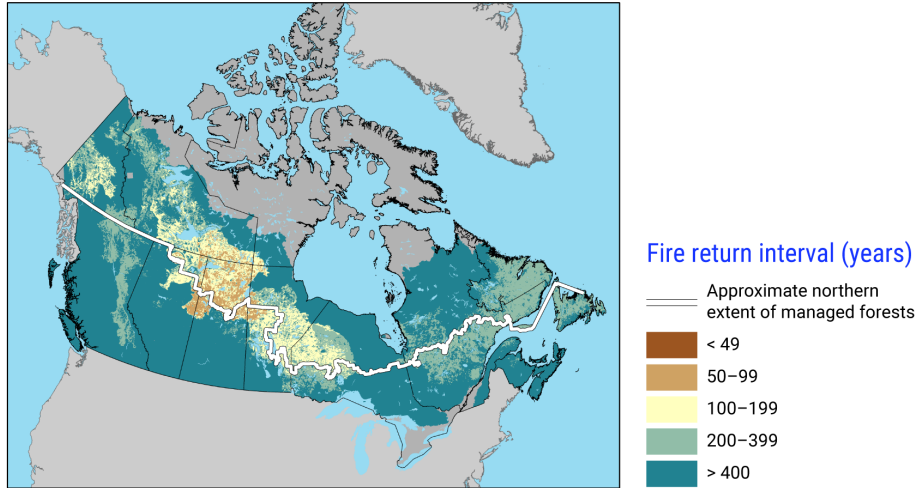 Fire return interval (years)
Approximate northern
extent of managed forests
< 49
50–99
100–199
200–399
> 400